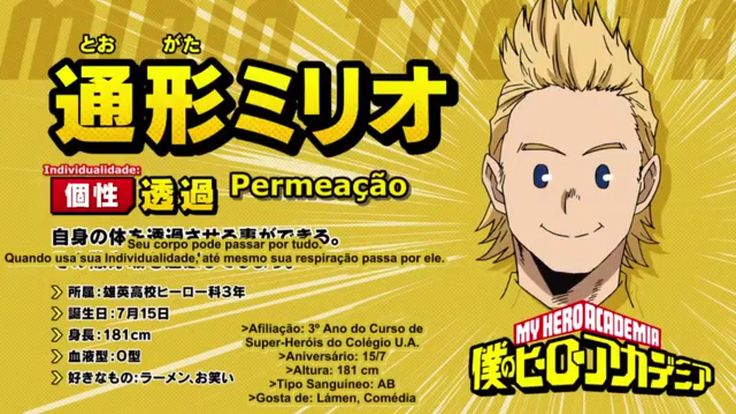 MIRIO TOGATA
とお がた
通形ミリオ
Individualidade:
個性 透過 Permeação
自身の体を透過させる事ができる。
Seu corpo pode passar por tudo.
Quando usa sua Individualidade, até mesmo sua respiração passa por ele.
> 所属：雄英高校ヒーロー科3年
> 誕生日：7月15日
> 身長：181cm
> 血液型：O型
> 好きなもの：ラーメン、お笑い
>Afiliação: 3º Ano do Curso de
Super-Heróis do Colégio U.A.
>Aniversário: 15/7
>Altura: 181 cm
>Tipo Sanguíneo: AB
>Gosta de: Lámen, Comédia
MY HERO ACADEMIA
僕のヒーローアカデミア